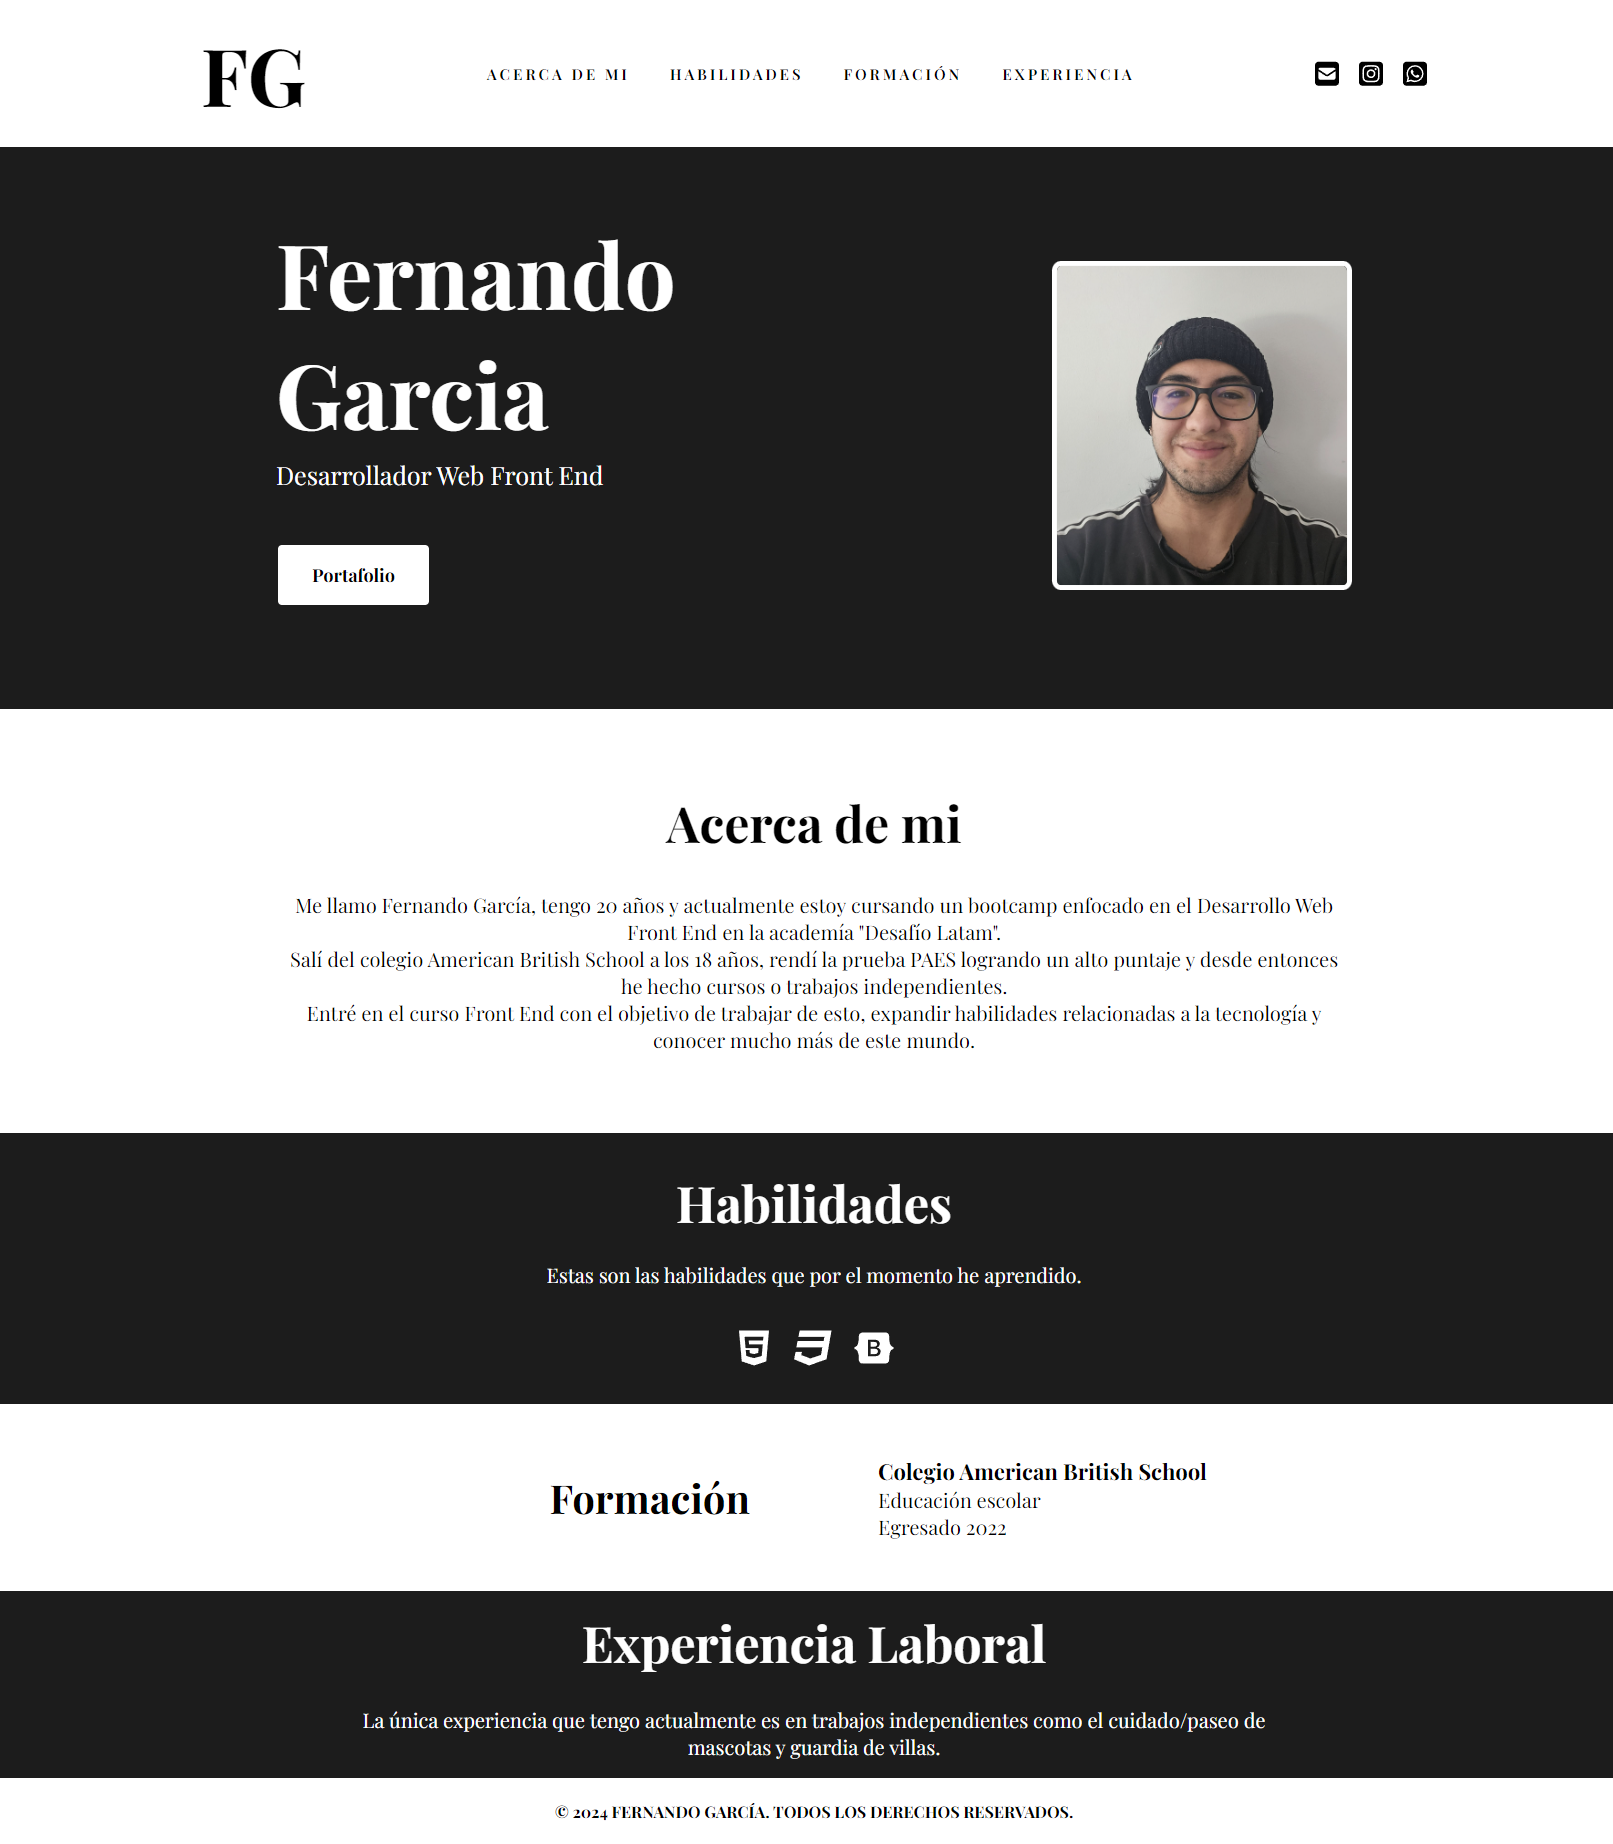 FG
ACERCA DE MI HABILIDADES FORMACIÓN EXPERIENCIA
Fernando
Garcia
Desarrollador Web Front End
Portafolio
Acerca de mi
Me llamo Fernando García, tengo 20 años y actualmente estoy cursando un bootcamp enfocado en el Desarrollo Web
Front End en la academía "Desafío Latam".
Salí del colegio American British School a los 18 años, rendí la prueba PAES logrando un alto puntaje y desde entonces
he hecho cursos o trabajos independientes.
Entré en el curso Front End con el objetivo de trabajar de esto, expandir habilidades relacionadas a la tecnología y
conocer mucho más de este mundo.
Habilidades
Estas son las habilidades que por el momento he aprendido.
5 B
Formación
Colegio American British School
Educación escolar
Egresado 2022
Experiencia Laboral
La única experiencia que tengo actualmente es en trabajos independientes como el cuidado/paseo de
mascotas y guardia de villas.
© 2024 FERNANDO GARCÍA. TODOS LOS DERECHOS RESERVADOS.